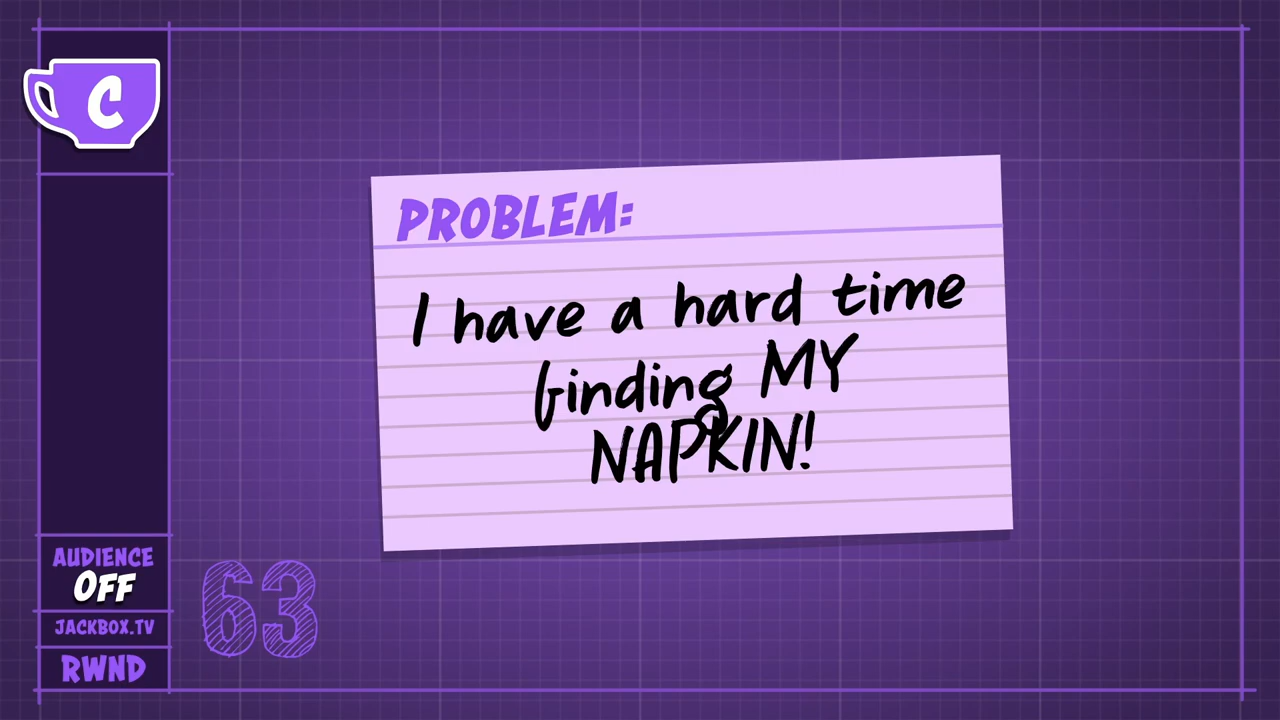 C
PROBLEM:
I have a hard time
finding MY
NAPKIN!
AUDIENCE
OFF
JACKBOX.TV
RWND
63